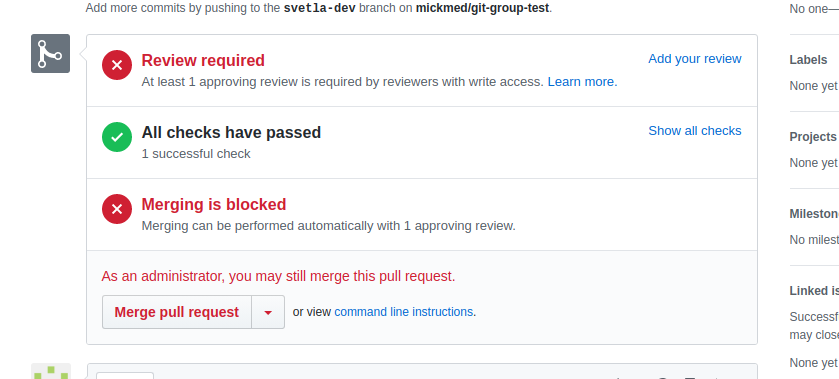 Add more commits by pushing to the svetla-dev branch on mickmed/git-group-test.
Review required
Add your review
At least 1 approving review is required by reviewers with write access. Learn more.
All checks have passed
Show all checks
1 successful check
Merging is blocked
Merging can be performed automatically with 1 approving review.
As an administrator, you may still merge this pull request.
Merge pull request
or view command line instructions.
No one—
Labels
None yet
Projects
None yet
Mileston
No milest
Linked is
Successf
may close
None yet